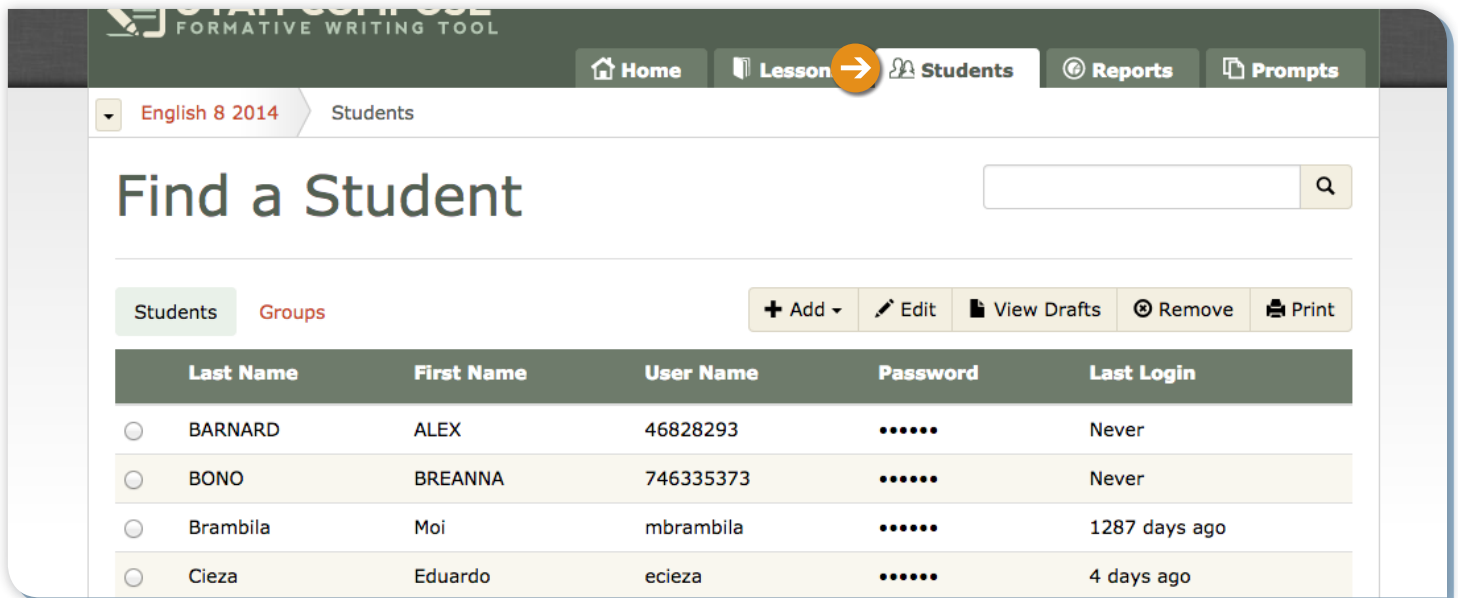 FORMATIVE WRITING TOOL
Home Lesson Students Reports Prompts
English 8 2014 Students
Find a Student
Students Groups Add Edit View Drafts Remove Print
Last Name First Name User Name Password Last Login
BARNARD ALEX 46828293 •••••• Never
BONO BREANNA 746335373 •••••• Never
Brambila Moi mbrambila •••••• 1287 days ago
Cieza Eduardo ecieza •••••• 4 days ago